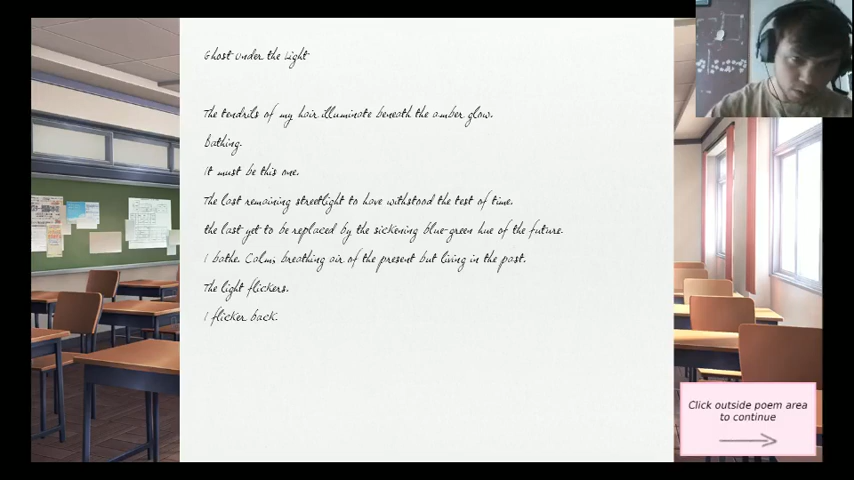 Ghost Under the Light
The tendrils of my hair illuminate beneath the amber glow.
Bathing.
It must be this one.
The last remaining streetlight to have withstood the test of time.
the last yet to be replaced by the sickening blue-green hue of the future.
I bathe. Calm; breathing air of the present but living in the past.
The light flickers.
I flicker back.
Click outside poem area
to continue